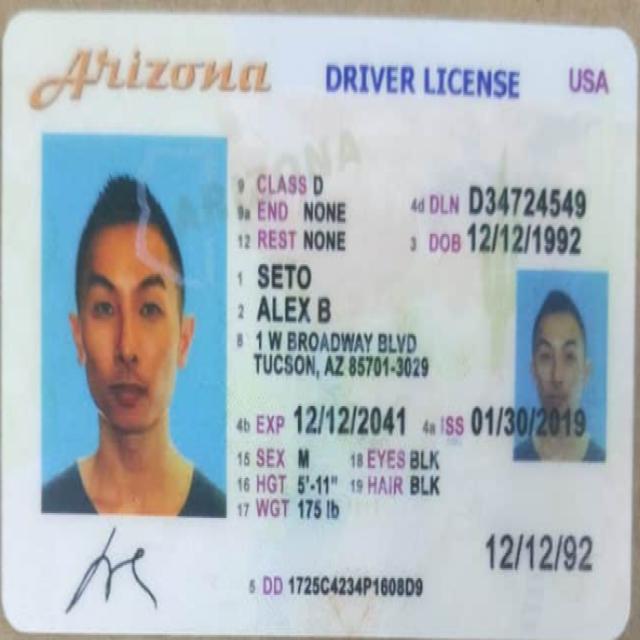 Arizona DRIVER LICENSE USA
9 CLASS D
9a END NONE 4d DLN D34724549
12 REST NONE 3 DOB 12/12/1992
1 SETO
2 ALEX B
8 1 W BROADWAY BLVD
TUCSON, AZ 85701-3029
4b EXP 12/12/2041 4a ISS 01/30/2019
15 SEX M 18 EYES BLK
16 HGT 5'-11" 19 HAIR BLK
17 WGT 175 lb
12/12/92
5 DD 1725C4234P1608D9